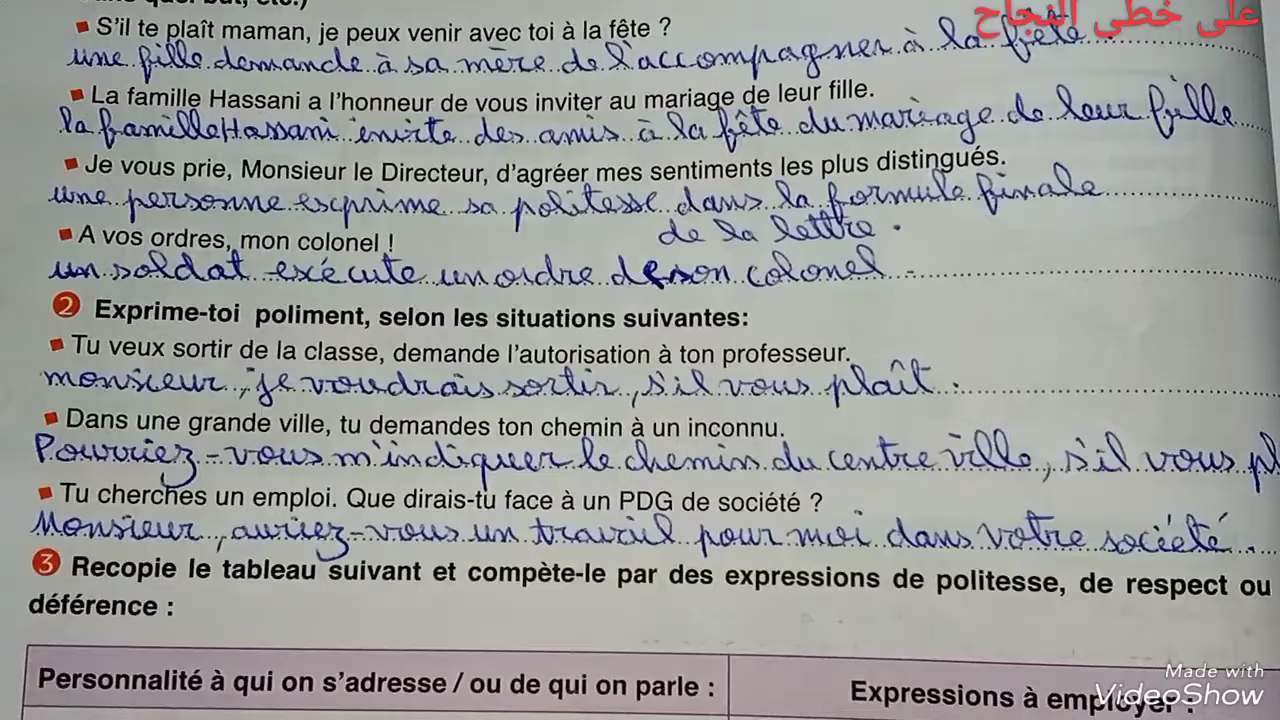 على خطى النجاح
S'il te plaît maman, je peux venir avec toi à la fête ?
une fille demande à sa mère de l'accompagner à la fête
La famille Hassani a l'honneur de vous inviter au mariage de leur fille.
la famille Hassani invite des amis à la fête du mariage de leur fille
Je vous prie, Monsieur le Directeur, d'agréer mes sentiments les plus distingués.
une personne exprime sa politesse dans la formule finale
de la lettre.
A vos ordres, mon colonel !
un soldat exécute un ordre de son colonel
2 Exprime-toi poliment, selon les situations suivantes:
Tu veux sortir de la classe, demande l'autorisation à ton professeur.
monsieur, je voudrais sortir, s'il vous plaît.
Dans une grande ville, tu demandes ton chemin à un inconnu.
Pourriez-vous m'indiquer le chemin du centre ville, s'il vous pl
Tu cherches un emploi. Que dirais-tu face à un PDG de société ?
Monsieur, auriez-vous un travail pour moi dans votre société.
3 Recopie le tableau suivant et compète-le par des expressions de politesse, de respect ou
déférence :
Personnalité à qui on s'adresse / ou de qui on parle :
Expressions à employer :
Made with
VideoShow